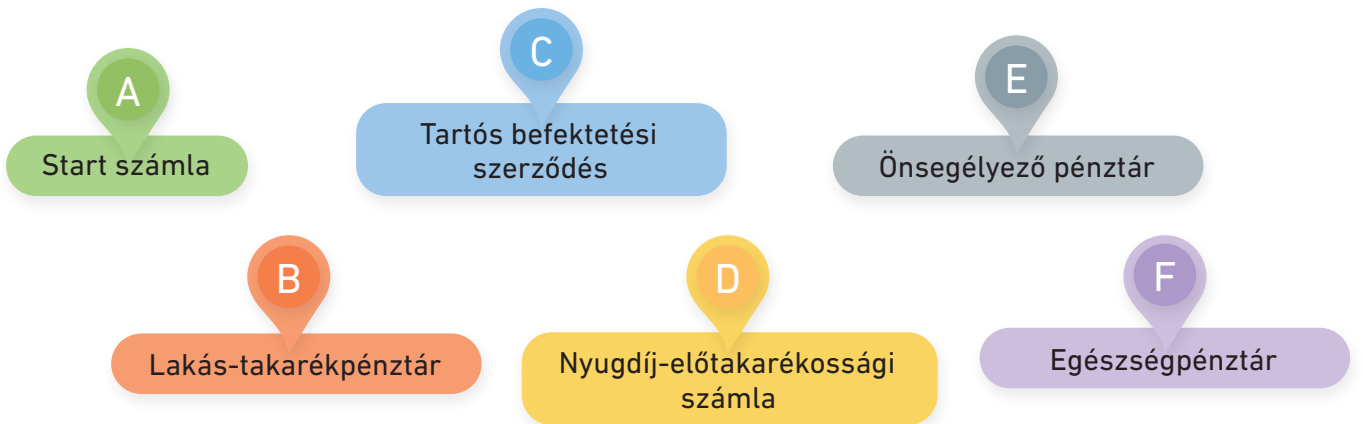 A
Start számla
B
Lakás-takarékpénztár
C
Tartós befektetési
szerződés
D
Nyugdíj-előtakarékossági
számla
E
Önsegélyező pénztár
F
Egészségpénztár